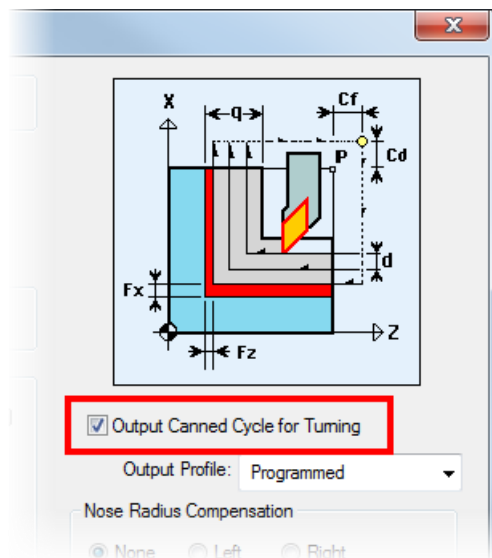 X
q
Cf
P
Cd
d
Fx
Z
Fz
Output Canned Cycle for Turning
Output Profile: Programmed
Nose Radius Compensation
None Left Right